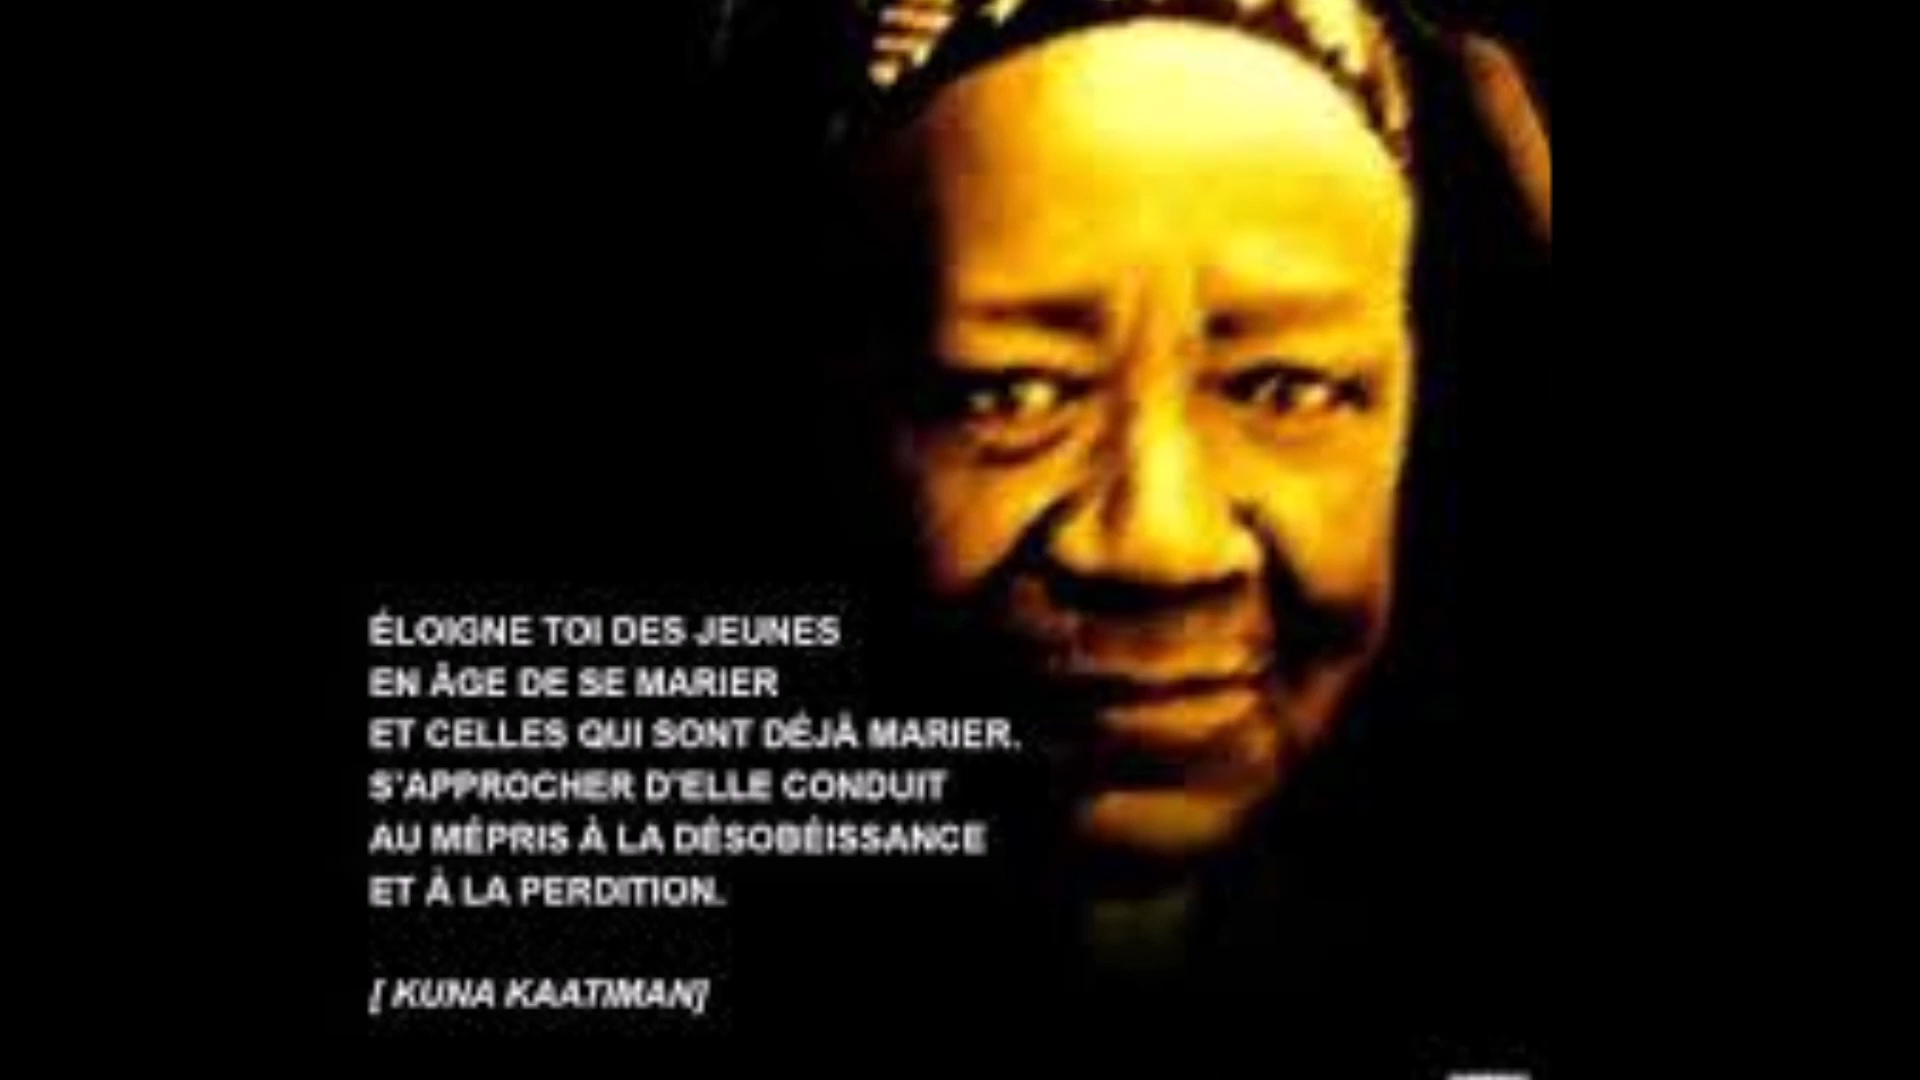 ÉLOIGNE TOI DES JEUNES
EN ÂGE DE SE MARIER
ET CELLES QUI SONT DÉJÀ MARIER.
S'APPROCHER D'ELLE CONDUIT
AU MÉPRIS À LA DÉSOBÉISSANCE
ET À LA PERDITION.
[ KUNA KAATIMAN]